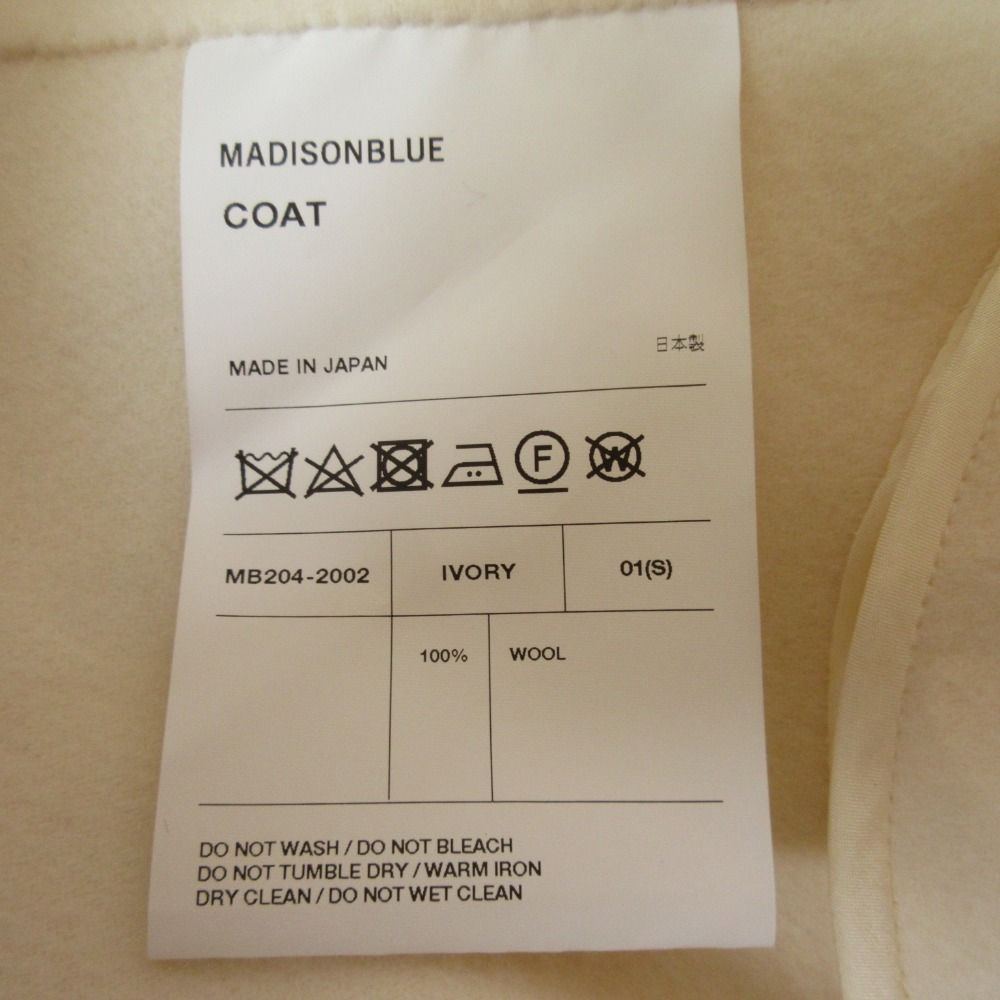 MADISONBLUE
COAT
MADE IN JAPAN 日本製
F W
MB204-2002 IVORY 01(S)
100% WOOL
DO NOT WASH / DO NOT BLEACH
DO NOT TUMBLE DRY / WARM IRON
DRY CLEAN / DO NOT WET CLEAN